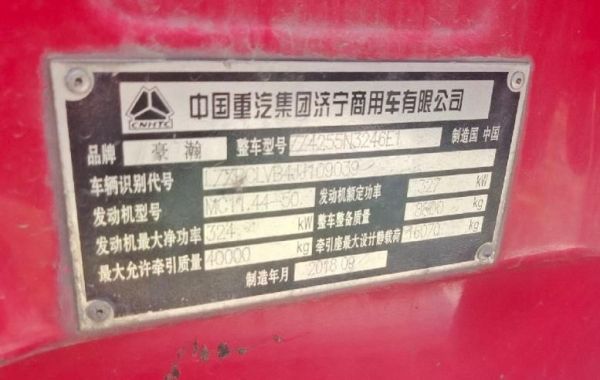 CNHTC 中国重汽集团济宁商用车有限公司
品牌 豪瀚 整车型号 ZZ4255N3246E1 制造国 中国
车辆识别代号
发动机型号 MC11.44-50 发动机额定功率 327 kW
发动机最大净功率 324 kW 整车整备质量 8800 kg
最大允许牵引质量 40000 kg 牵引座最大设计静载荷 16070 kg
制造年月 2018.09